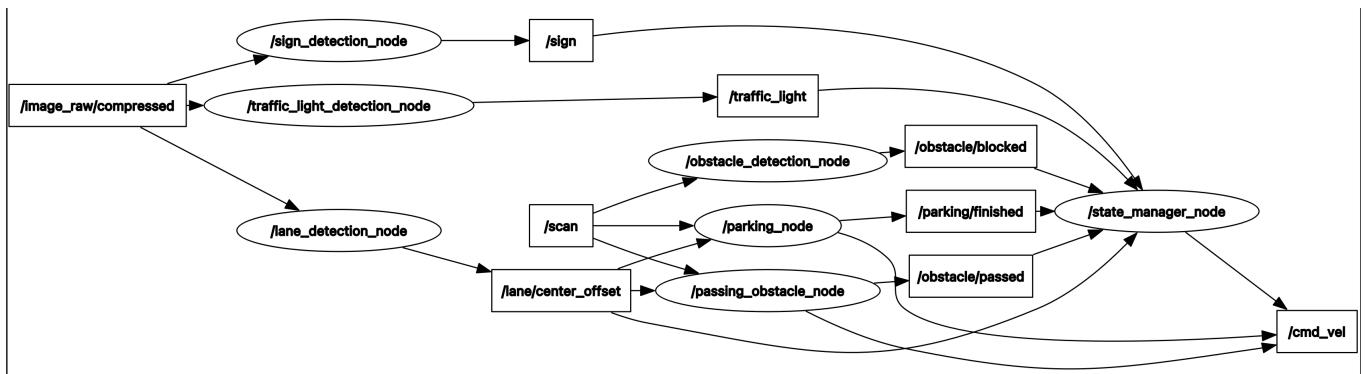 /sign_detection_node
/sign
/image_raw/compressed
/traffic_light_detection_node
/traffic_light
/obstacle_detection_node
/obstacle/blocked
/lane_detection_node
/scan
/parking_node
/parking/finished
/state_manager_node
/lane/center_offset
/passing_obstacle_node
/obstacle/passed
/cmd_vel